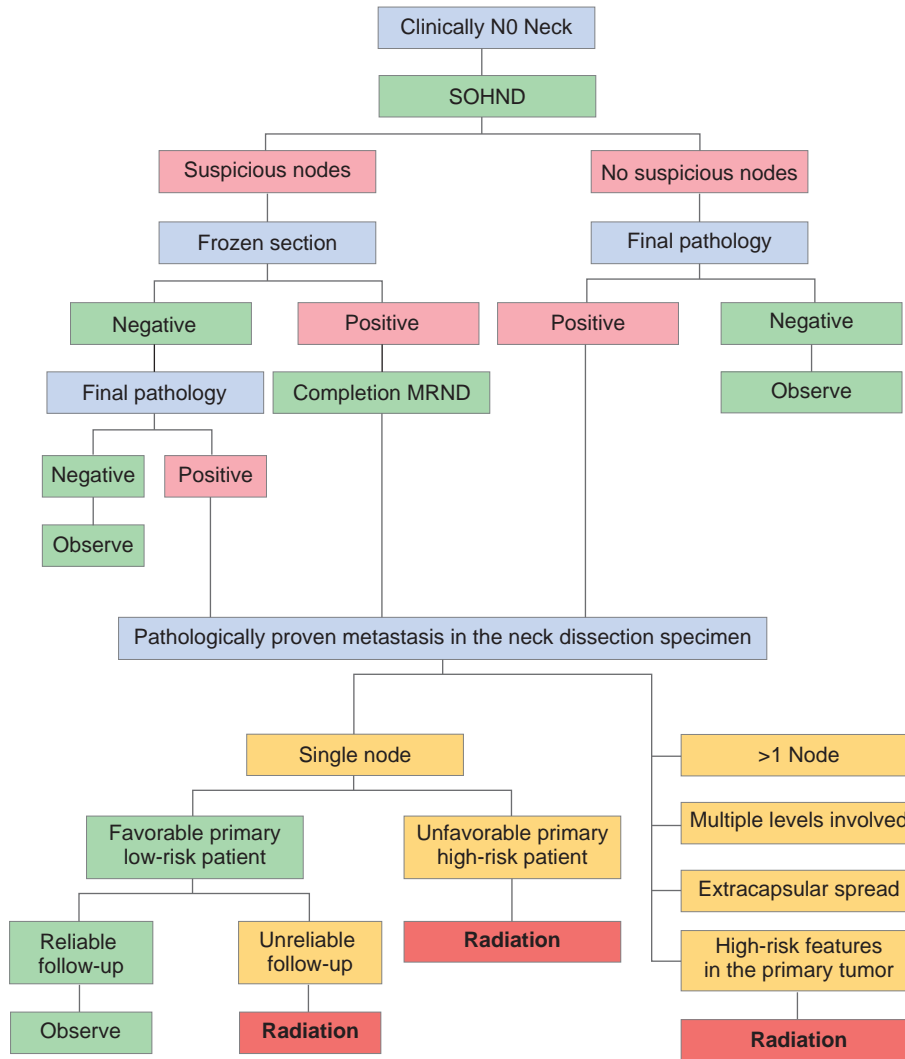 Clinically N0 Neck
SOHND
Suspicious nodes
No suspicious nodes
Frozen section
Final pathology
Negative
Positive
Positive
Negative
Final pathology
Completion MRND
Observe
Negative
Positive
Observe
Pathologically proven metastasis in the neck dissection specimen
Single node
>1 Node
Favorable primary
low-risk patient
Unfavorable primary
high-risk patient
Multiple levels involved
Extracapsular spread
Reliable
follow-up
Unreliable
follow-up
Radiation
High-risk features
in the primary tumor
Observe
Radiation
Radiation